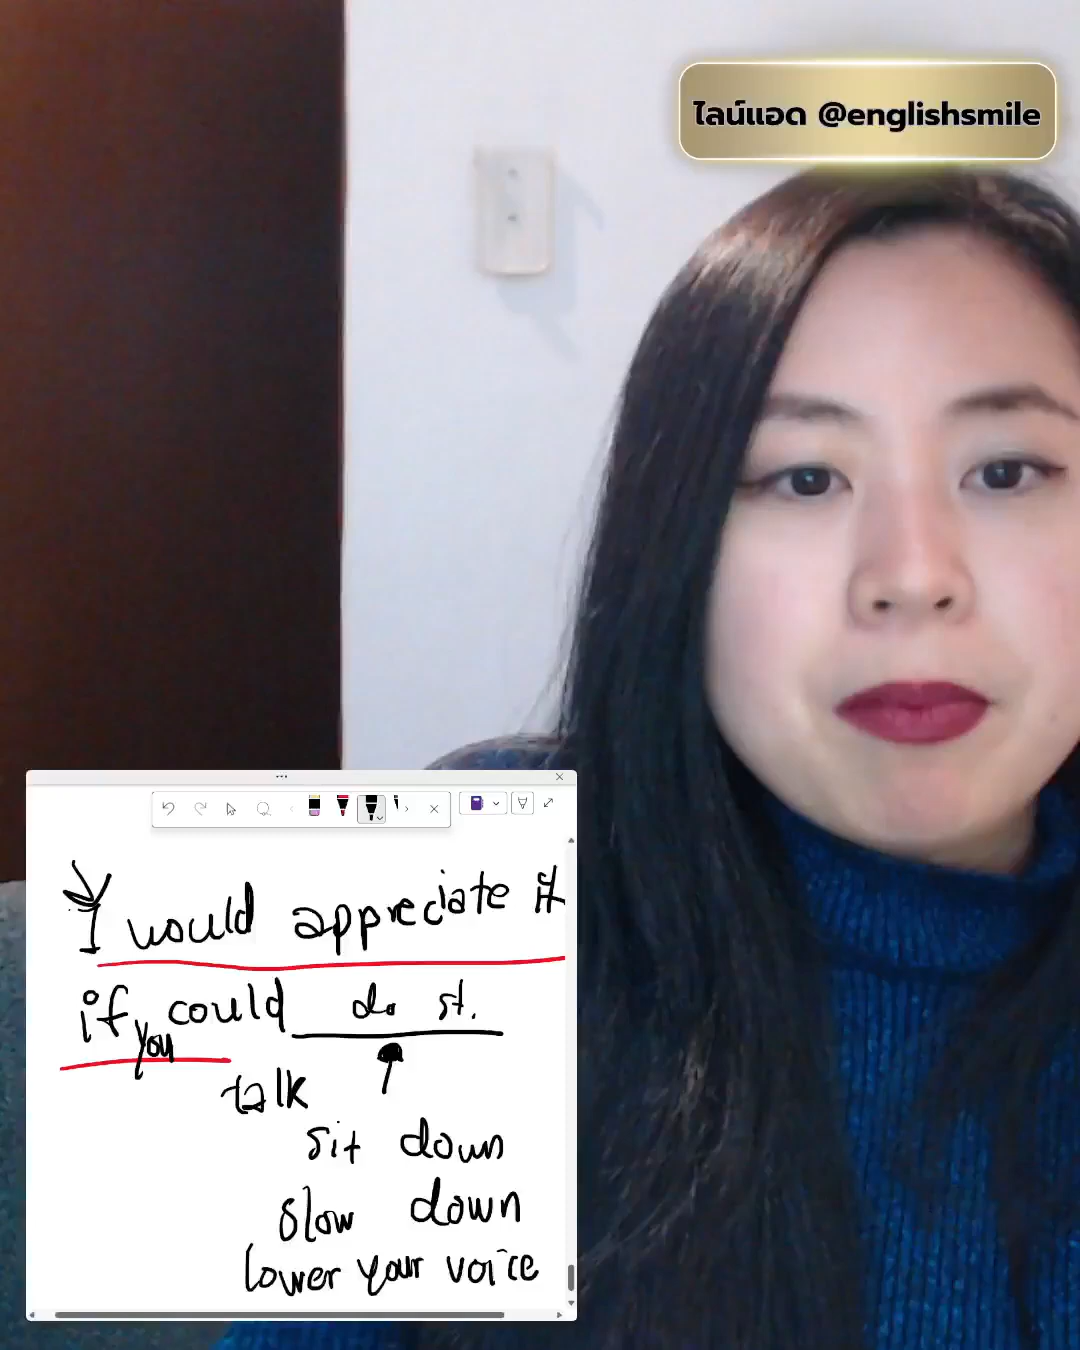 ไลน์แอด @englishsmile
I would appreciate it
if you could do st.
talk
sit down
slow down
lower your voice